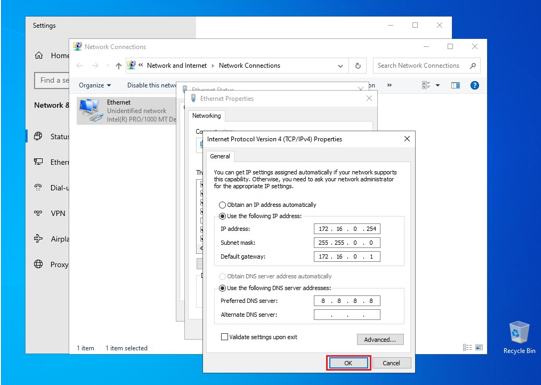 Settings
Network Connections
Home
Network and Internet
Network Connections
Search Network Connections
Find a se
Organize
Disable this netw
on
Ethernet Status
Ethernet Properties
Ethernet
Unidentified network
Intel(R) PRO/1000 MT De
Networking
Network &
Status
Ethern
Dial-u
VPN
Airpla
Proxy
Internet Protocol Version 4 (TCP/IPv4) Properties
General
You can get IP settings assigned automatically if your network supports
this capability. Otherwise, you need to ask your network administrator
for the appropriate IP settings.
Obtain an IP address automatically
Use the following IP address:
IP address: 172 . 16 . 0 . 254
Subnet mask: 255 . 255 . 0 . 0
Default gateway: 172 . 16 . 0 . 1
Obtain DNS server address automatically
Use the following DNS server addresses:
Preferred DNS server: 8 . 8 . 8 . 8
Alternate DNS server: . . .
Validate settings upon exit
Advanced...
OK
Cancel
1 item
1 item selected
Recycle Bin